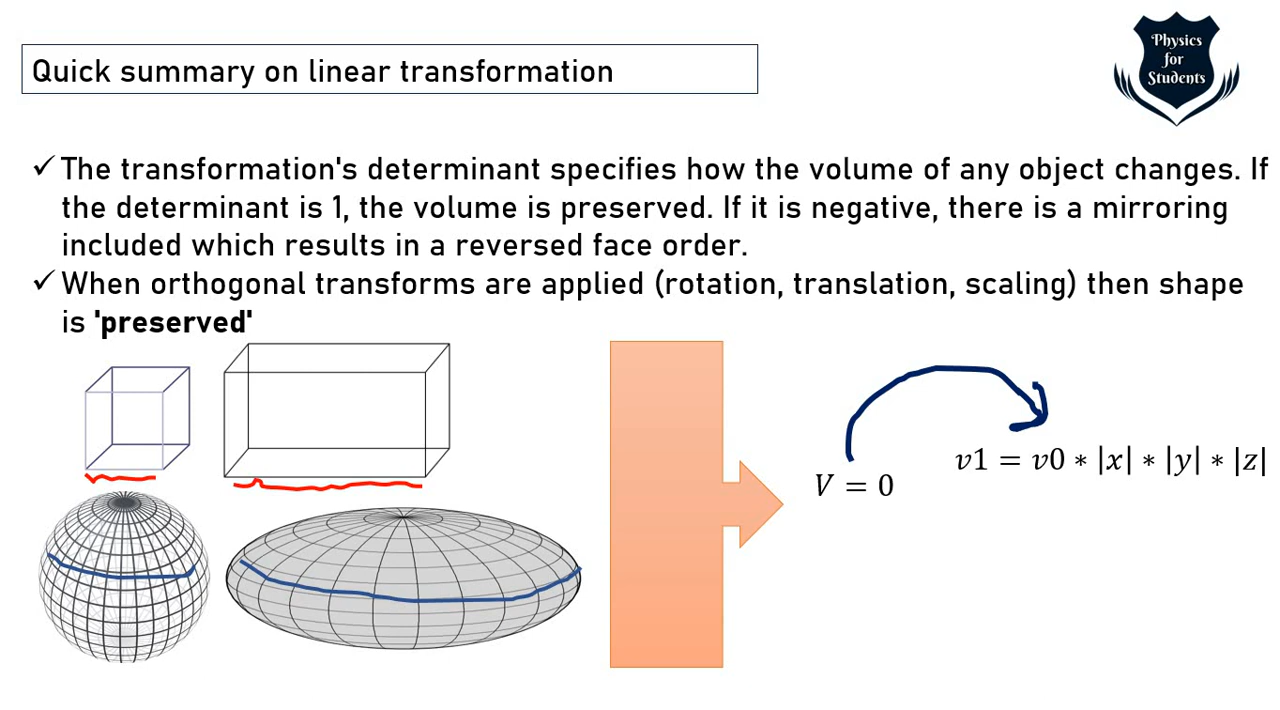 Physics
for
Students
Quick summary on linear transformation
✓ The transformation's determinant specifies how the volume of any object changes. If
the determinant is 1, the volume is preserved. If it is negative, there is a mirroring
included which results in a reversed face order.
✓ When orthogonal transforms are applied (rotation, translation, scaling) then shape
is 'preserved'
V = 0
v1 = v0 * |x| * |y| * |z|